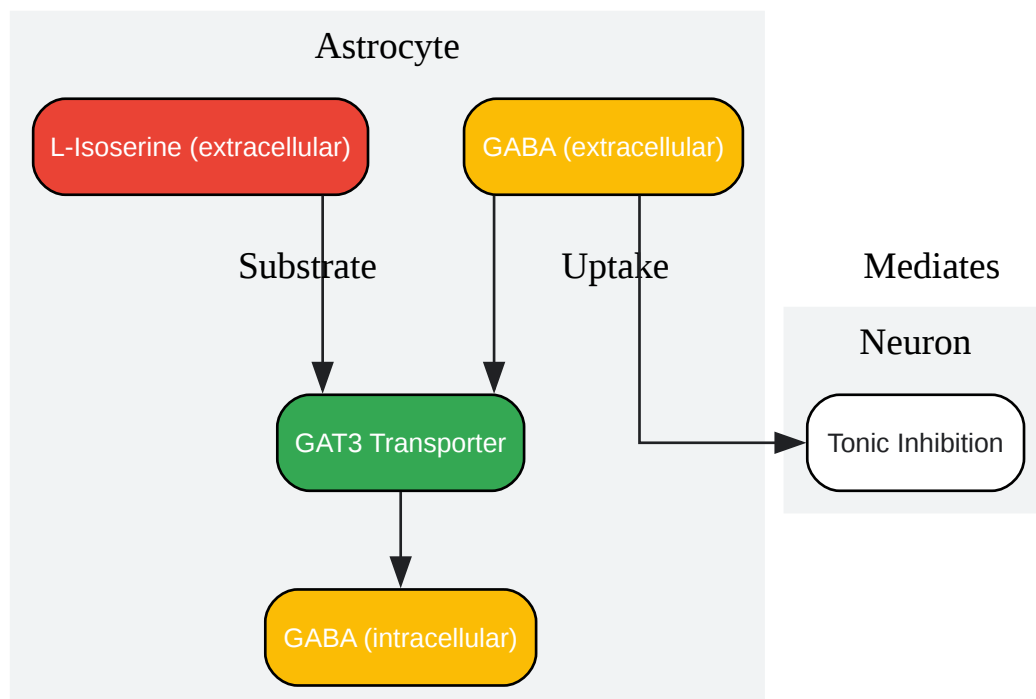 Astrocyte
L-Isoserine (extracellular)
GABA (extracellular)
Substrate
Uptake
Mediates
Neuron
GAT3 Transporter
Tonic Inhibition
GABA (intracellular)